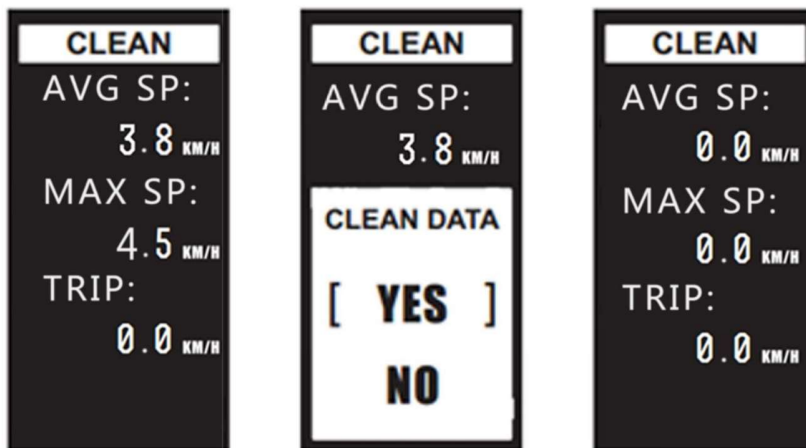 CLEAN
AVG SP:
3.8 KM/H
MAX SP:
4.5 KM/H
TRIP:
0.0 KM/H
CLEAN
AVG SP:
3.8 KM/H
CLEAN DATA
[ YES ]
NO
CLEAN
AVG SP:
0.0 KM/H
MAX SP:
0.0 KM/H
TRIP:
0.0 KM/H